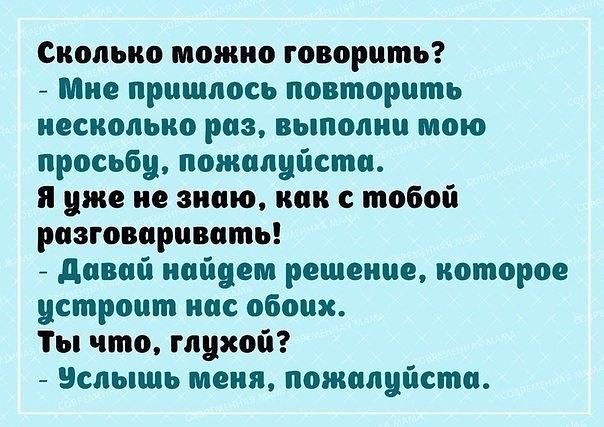 Сколько можно говорить?
- Мне пришлось повторить
несколько раз, выполни мою
просьбу, пожалуйста.
Я уже не знаю, как с тобой
разговаривать!
- Давай найдем решение, которое
устроит нас обоих.
Ты что, глухой?
- Услышь меня, пожалуйста.